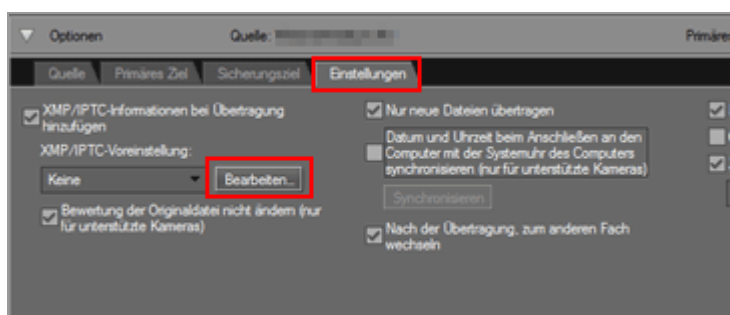 Optionen
Quelle:
Primäres
Quelle
Primäres Ziel
Sicherungsziel
Einstellungen
XMP/IPTC-Informationen bei Übertragung
hinzufügen
XMP/IPTC-Voreinstellung:
Keine
Bearbeiten...
Bewertung der Originaldatei nicht ändern (nur
für unterstützte Kameras)
Nur neue Dateien übertragen
Datum und Uhrzeit beim Anschließen an den
Computer mit der Systemuhr des Computers
synchronisieren (nur für unterstützte Kameras)
Synchronisieren
Nach der Übertragung, zum anderen Fach
wechseln